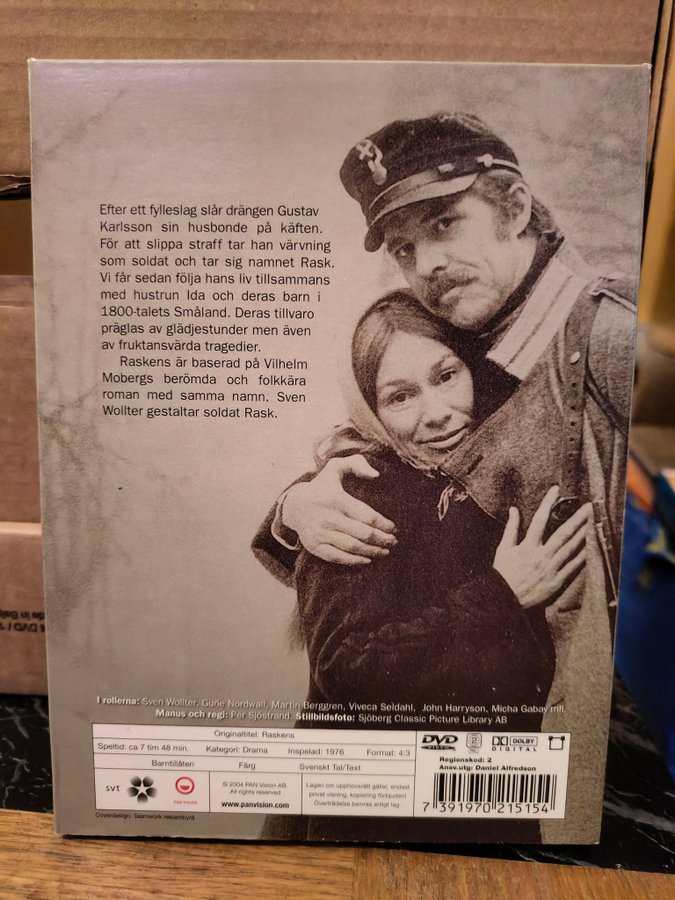 Efter ett fylleslag slår drängen Gustav
Karlsson sin husbonde på käften.
För att slippa straff tar han värvning
som soldat och tar sig namnet Rask.
Vi får sedan följa hans liv tillsammans
med hustrun Ida och deras barn i
1800-talets Småland. Deras tillvaro
präglas av glädjestunder men även
av fruktansvärda tragedier.
Raskens är baserad på Vilhelm
Mobergs berömda och folkkära
roman med samma namn. Sven
Wollter gestaltar soldat Rask.
I rollerna: Sven Wollter, Gurie Nordwall, Martin Berggren, Viveca Seldahl, John Harryson, Micha Gabay mfl.
Manus och regi: Per Sjöstrand. Stillbildsfoto: Sjöberg Classic Picture Library AB
Originaltitel: Raskens
Speltid: ca 7 tim 48 min. Kategori: Drama Inspelad: 1976 Format: 4:3
Barntillåten Färg Svenskt Tal/Text
svt
PAN VISION
© 2004 PAN Vision AB.
All rights reserved
www.panvision.com
Lagen om upphovsrätt gäller, endast
privat visning, kopiering förbjuden!
Överträdelse beivras enligt lag.
DVD
VIDEO
2
DOLBY
DIGITAL
Regionskod: 2
Ansv.utg: Daniel Alfredson
7 391970 215154
Coverdesign: Teamwork reklambyrå